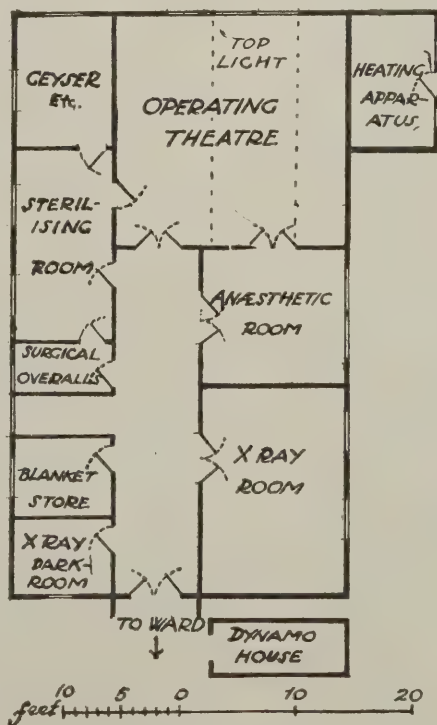 TOP
LIGHT
GEYSER
Etc.
OPERATING
THEATRE
HEATING
APPAR-
ATUS.
STERIL-
ISING
ROOM
ANÆSTHETIC
ROOM
SURGICAL
OVERALLS
X RAY
ROOM
BLANKET
STORE
X RAY
DARK-
ROOM
TO WARD
DYNAMO
HOUSE
feet 10 5 0 10 20